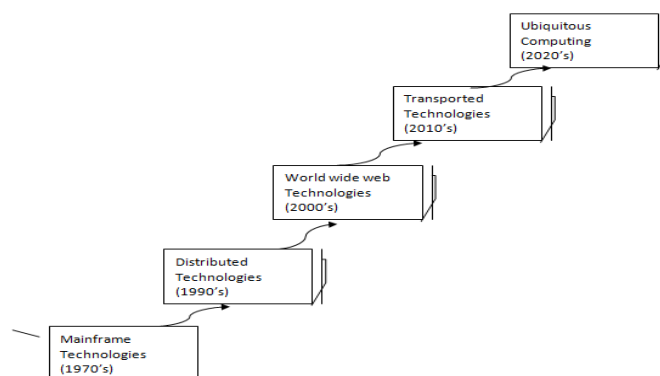 Ubiquitous
Computing
(2020's)
Transported
Technologies
(2010's)
World wide web
Technologies
(2000's)
Distributed
Technologies
(1990's)
Mainframe
Technologies
(1970's)